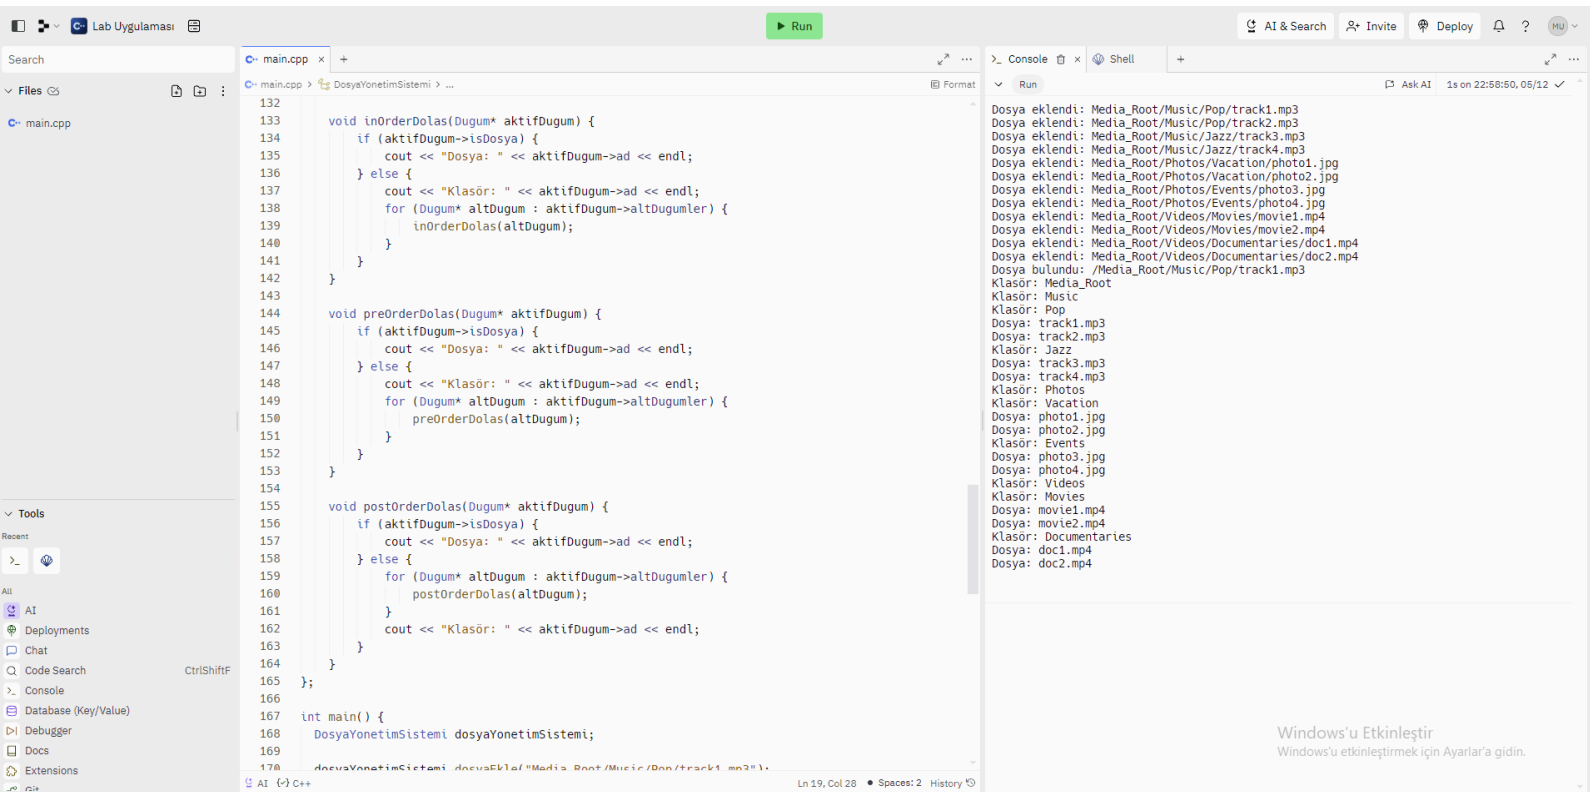 Lab Uygulaması
Run
AI & Search
Invite
Deploy
?
MU
Search
Files
main.cpp
Tools
Recent
All
AI
Deployments
Chat
Code Search CtrlShiftF
Console
Database (Key/Value)
Debugger
Docs
Extensions
Git
main.cpp × +
main.cpp > DosyaYonetimSistemi > ...
Format
132
133 void inOrderDolas(Dugum* aktifDugum) {
134 if (aktifDugum->isDosya) {
135 cout << "Dosya: " << aktifDugum->ad << endl;
136 } else {
137 cout << "Klasör: " << aktifDugum->ad << endl;
138 for (Dugum* altDugum : aktifDugum->altDugumler) {
139 inOrderDolas(altDugum);
140 }
141 }
142 }
143
144 void preOrderDolas(Dugum* aktifDugum) {
145 if (aktifDugum->isDosya) {
146 cout << "Dosya: " << aktifDugum->ad << endl;
147 } else {
148 cout << "Klasör: " << aktifDugum->ad << endl;
149 for (Dugum* altDugum : aktifDugum->altDugumler) {
150 preOrderDolas(altDugum);
151 }
152 }
153 }
154
155 void postOrderDolas(Dugum* aktifDugum) {
156 if (aktifDugum->isDosya) {
157 cout << "Dosya: " << aktifDugum->ad << endl;
158 } else {
159 for (Dugum* altDugum : aktifDugum->altDugumler) {
160 postOrderDolas(altDugum);
161 }
162 cout << "Klasör: " << aktifDugum->ad << endl;
163 }
164 }
165 };
166
167 int main() {
168 DosyaYonetimSistemi dosyaYonetimSistemi;
169
170 dosyaYonetimSistemi.dosyaEkle("Media_Root/Music/Pop/track1.mp3");
AI C++
Ln 19, Col 28 • Spaces: 2 History
Console × Shell +
Run
Ask AI 1s on 22:58:50, 05/12
Dosya eklendi: Media_Root/Music/Pop/track1.mp3
Dosya eklendi: Media_Root/Music/Pop/track2.mp3
Dosya eklendi: Media_Root/Music/Jazz/track3.mp3
Dosya eklendi: Media_Root/Music/Jazz/track4.mp3
Dosya eklendi: Media_Root/Photos/Vacation/photo1.jpg
Dosya eklendi: Media_Root/Photos/Vacation/photo2.jpg
Dosya eklendi: Media_Root/Photos/Events/photo3.jpg
Dosya eklendi: Media_Root/Photos/Events/photo4.jpg
Dosya eklendi: Media_Root/Videos/Movies/movie1.mp4
Dosya eklendi: Media_Root/Videos/Movies/movie2.mp4
Dosya eklendi: Media_Root/Videos/Documentaries/doc1.mp4
Dosya eklendi: Media_Root/Videos/Documentaries/doc2.mp4
Dosya bulundu: /Media_Root/Music/Pop/track1.mp3
Klasör: Media_Root
Klasör: Music
Klasör: Pop
Dosya: track1.mp3
Dosya: track2.mp3
Klasör: Jazz
Dosya: track3.mp3
Dosya: track4.mp3
Klasör: Photos
Klasör: Vacation
Dosya: photo1.jpg
Dosya: photo2.jpg
Klasör: Events
Dosya: photo3.jpg
Dosya: photo4.jpg
Klasör: Videos
Klasör: Movies
Dosya: movie1.mp4
Dosya: movie2.mp4
Klasör: Documentaries
Dosya: doc1.mp4
Dosya: doc2.mp4
Windows'u Etkinleştir
Windows'u etkinleştirmek için Ayarlar'a gidin.